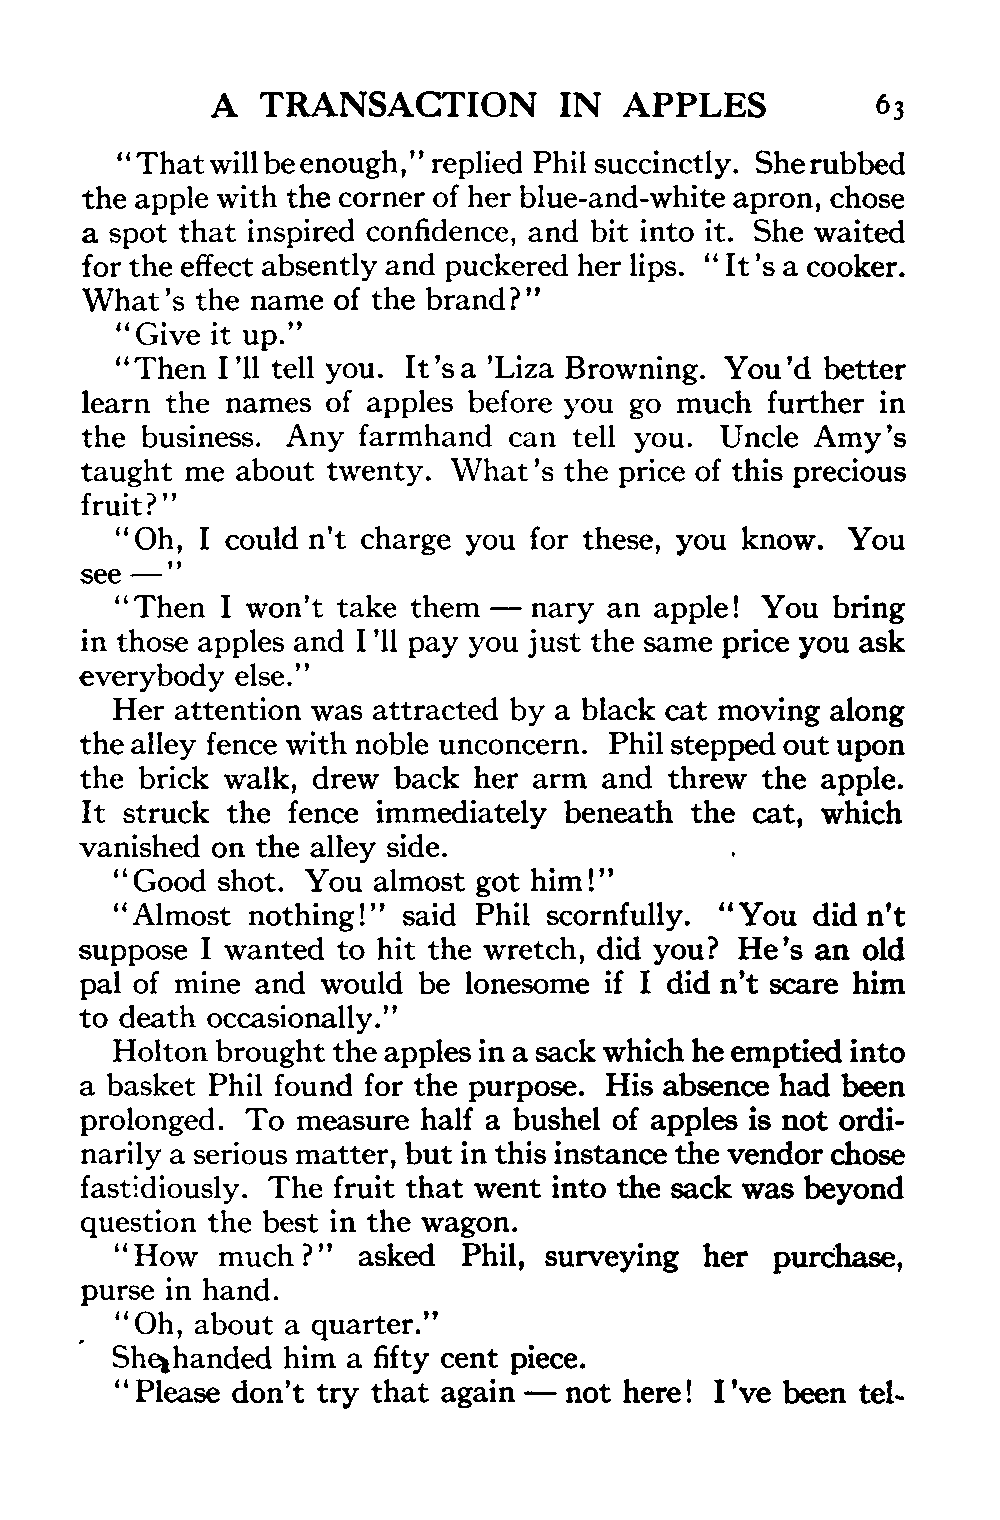 A TRANSACTION IN APPLES 63
"That will be enough," replied Phil succinctly. She rubbed
the apple with the corner of her blue-and-white apron, chose
a spot that inspired confidence, and bit into it. She waited
for the effect absently and puckered her lips. "It's a cooker.
What's the name of the brand?"
"Give it up."
"Then I'll tell you. It's a 'Liza Browning. You'd better
learn the names of apples before you go much further in
the business. Any farmhand can tell you. Uncle Amy's
taught me about twenty. What's the price of this precious
fruit?"
"Oh, I could n't charge you for these, you know. You
see —"
"Then I won't take them — nary an apple! You bring
in those apples and I'll pay you just the same price you ask
everybody else."
Her attention was attracted by a black cat moving along
the alley fence with noble unconcern. Phil stepped out upon
the brick walk, drew back her arm and threw the apple.
It struck the fence immediately beneath the cat, which
vanished on the alley side.
"Good shot. You almost got him!"
"Almost nothing!" said Phil scornfully. "You did n't
suppose I wanted to hit the wretch, did you? He's an old
pal of mine and would be lonesome if I did n't scare him
to death occasionally."
Holton brought the apples in a sack which he emptied into
a basket Phil found for the purpose. His absence had been
prolonged. To measure half a bushel of apples is not ordi-
narily a serious matter, but in this instance the vendor chose
fastidiously. The fruit that went into the sack was beyond
question the best in the wagon.
"How much?" asked Phil, surveying her purchase,
purse in hand.
"Oh, about a quarter."
She handed him a fifty cent piece.
"Please don't try that again — not here! I've been tel-